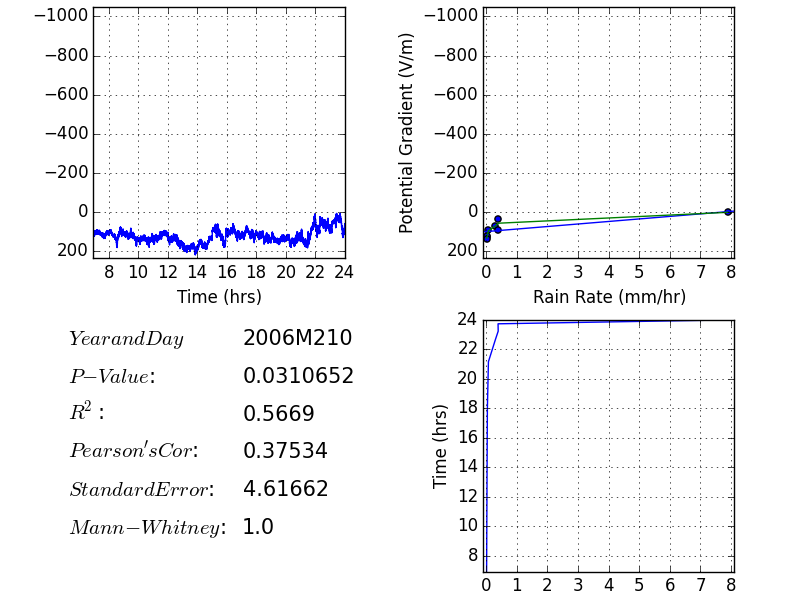 −1000
−800
−600
−400
−200
0
200
8 10 12 14 16 18 20 22 24
Time (hrs)
Potential Gradient (V/m)
−1000
−800
−600
−400
−200
0
200
0 1 2 3 4 5 6 7 8
Rain Rate (mm/hr)
YearandDay 2006M210
P−Value: 0.0310652
R²: 0.5669
Pearson'sCor: 0.37534
StandardError: 4.61662
Mann−Whitney: 1.0
Time (hrs)
24
22
20
18
16
14
12
10
8
0 1 2 3 4 5 6 7 8